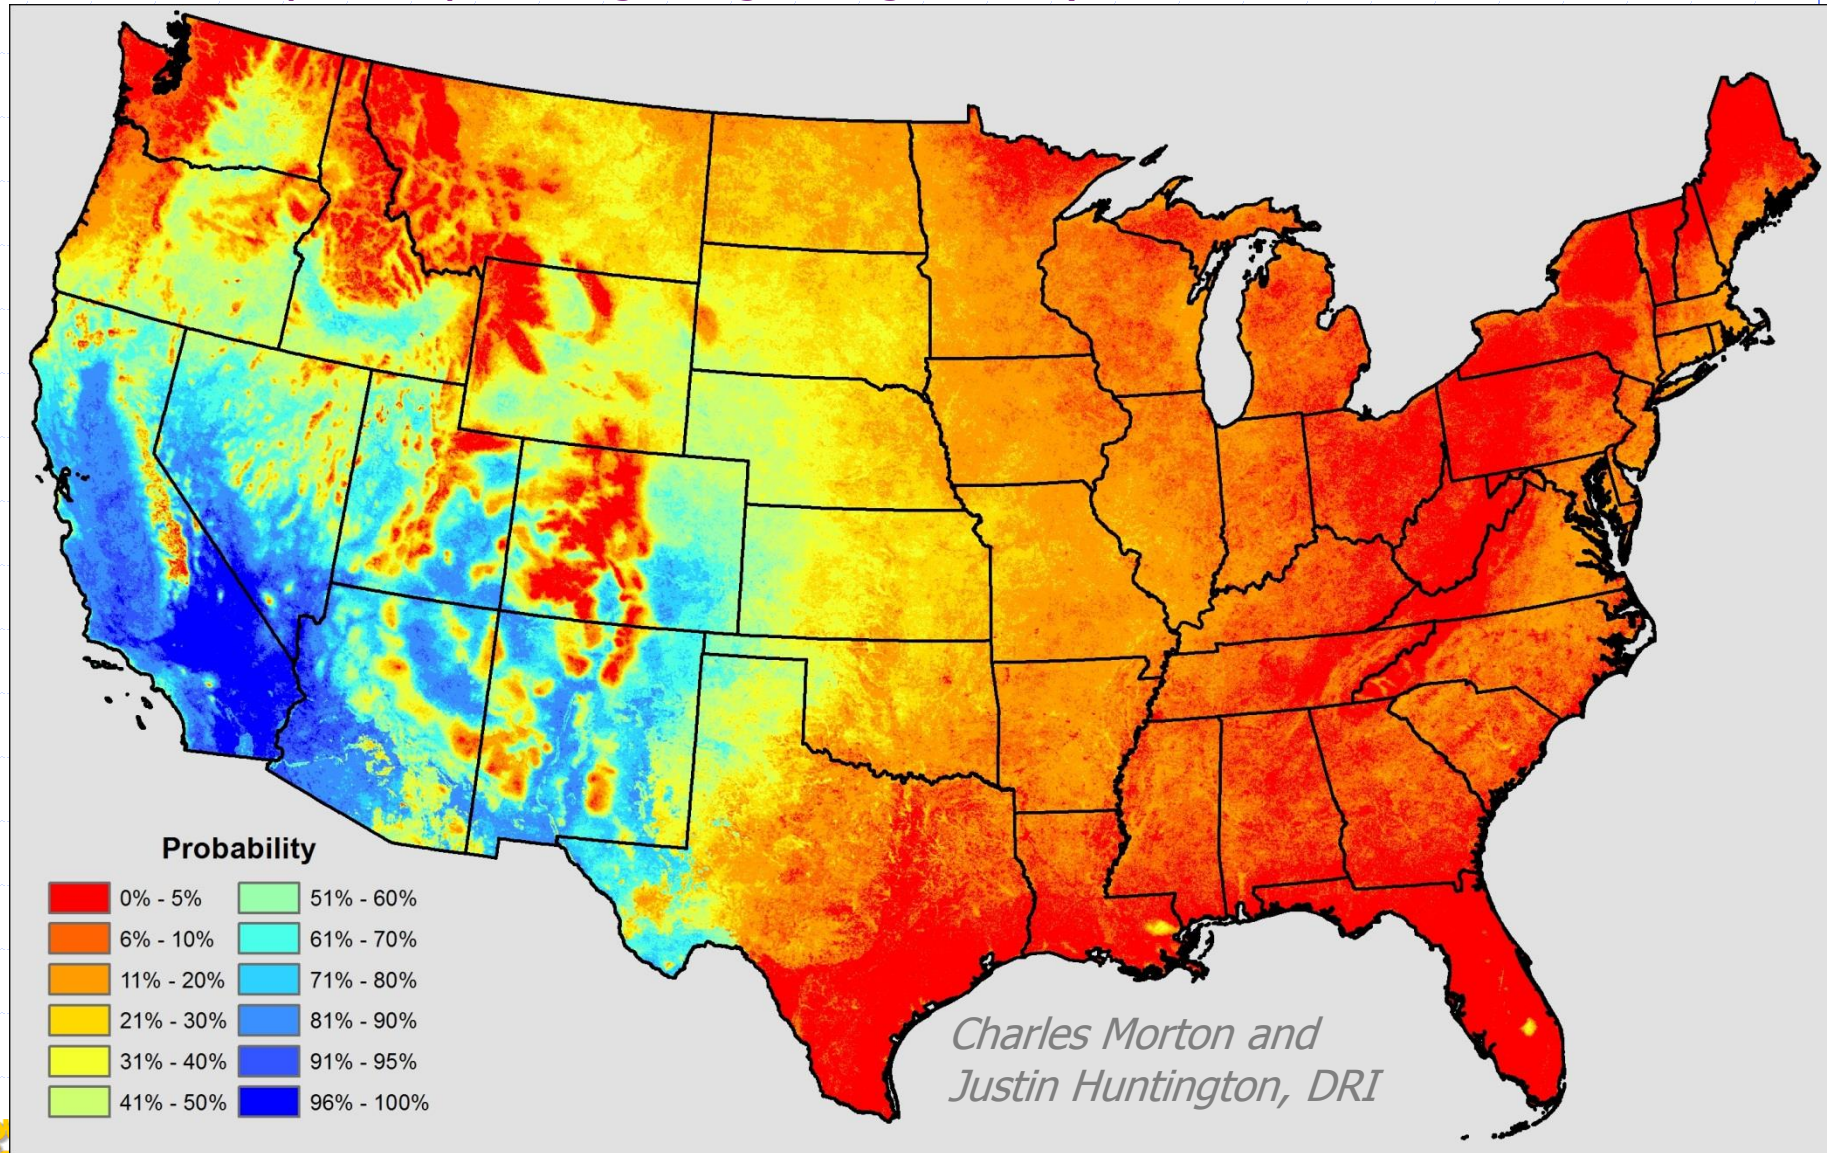 Probability
0% - 5%
6% - 10%
11% - 20%
21% - 30%
31% - 40%
41% - 50%
51% - 60%
61% - 70%
71% - 80%
81% - 90%
91% - 95%
96% - 100%
Charles Morton and
Justin Huntington, DRI